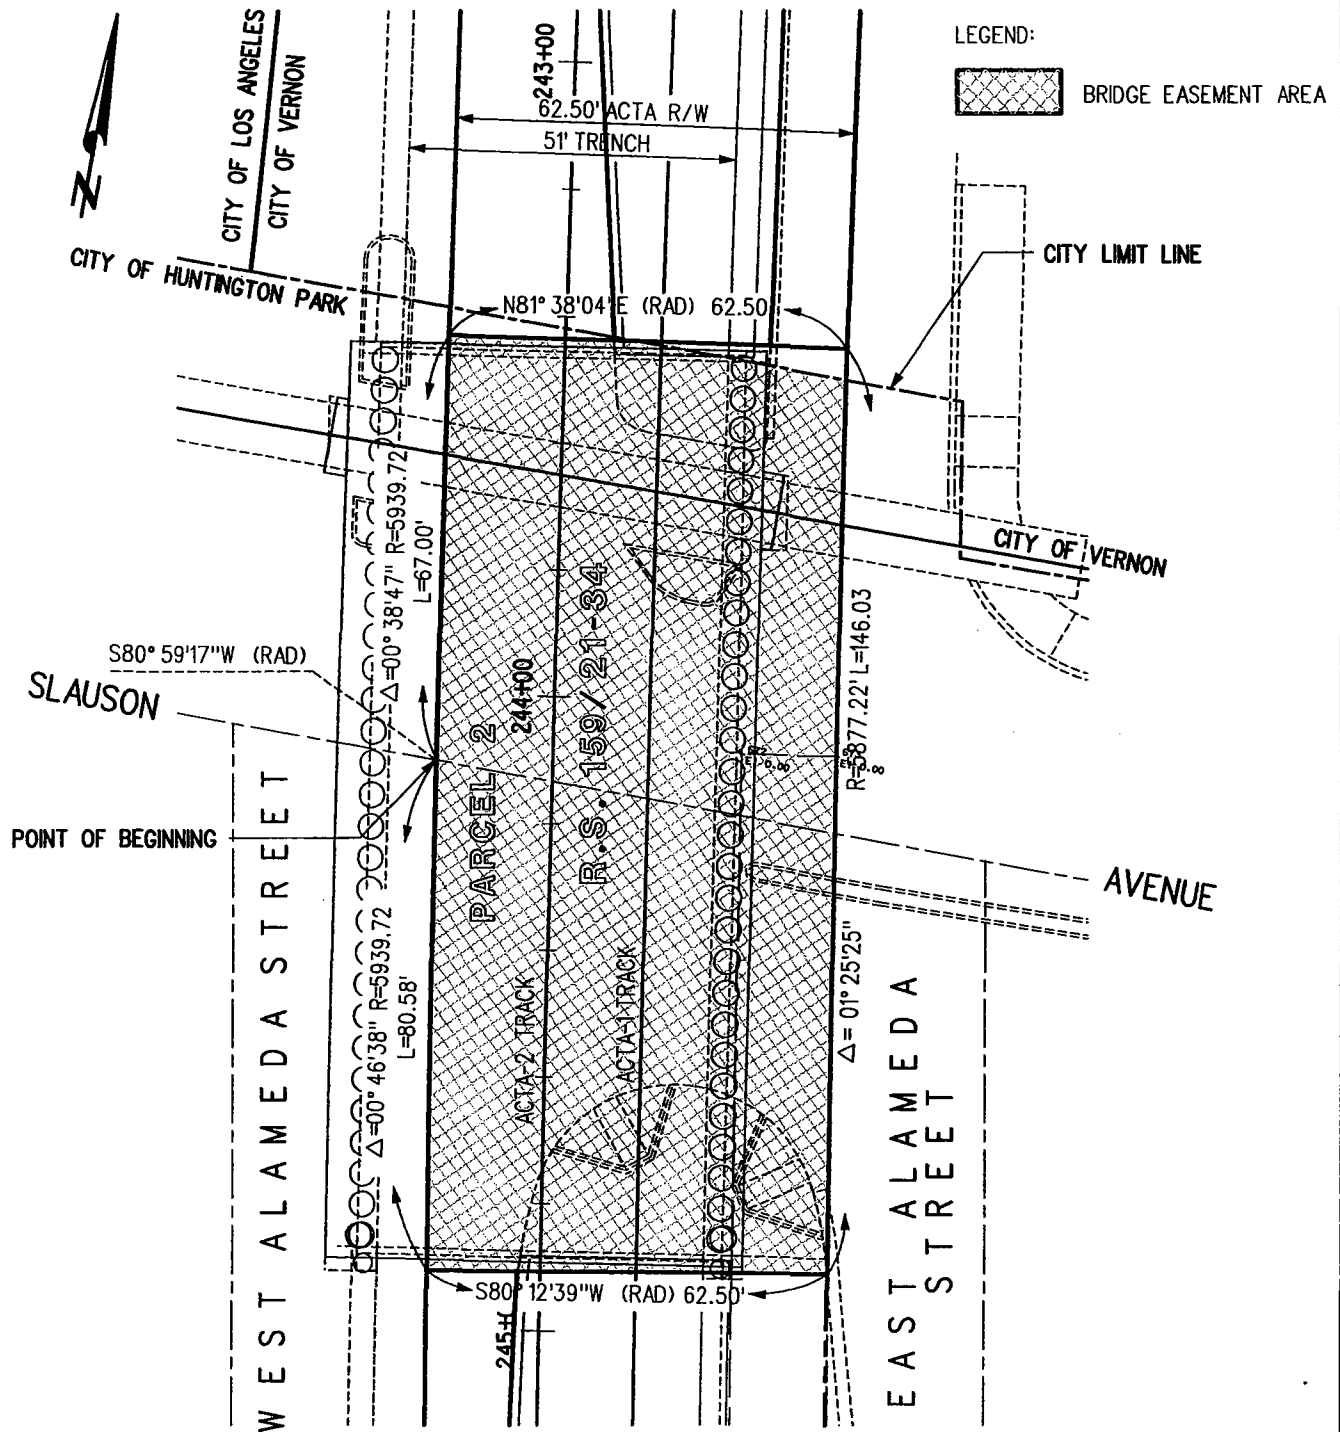 LEGEND:
BRIDGE EASEMENT AREA
CITY OF LOS ANGELES
CITY OF VERNON
243+00
62.50' ACTA R/W
51' TRENCH
N
CITY OF HUNTINGTON PARK
CITY LIMIT LINE
N81°38'04"E (RAD) 62.50'
CITY OF VERNON
Δ=00°38'47" R=5939.72
L=67.00'
S80°59'17"W (RAD)
SLAUSON
POINT OF BEGINNING
PARCEL 2
244+00
R.S. 159/21-34
R=5877.22' L=146.03
Δ= 01°25'25"
AVENUE
Δ=00°46'38" R=5939.72
L=80.58'
ACTA-2 TRACK
ACTA-1 TRACK
WEST ALAMEDA STREET
EAST ALAMEDA
STREET
S80°12'39"W (RAD) 62.50'